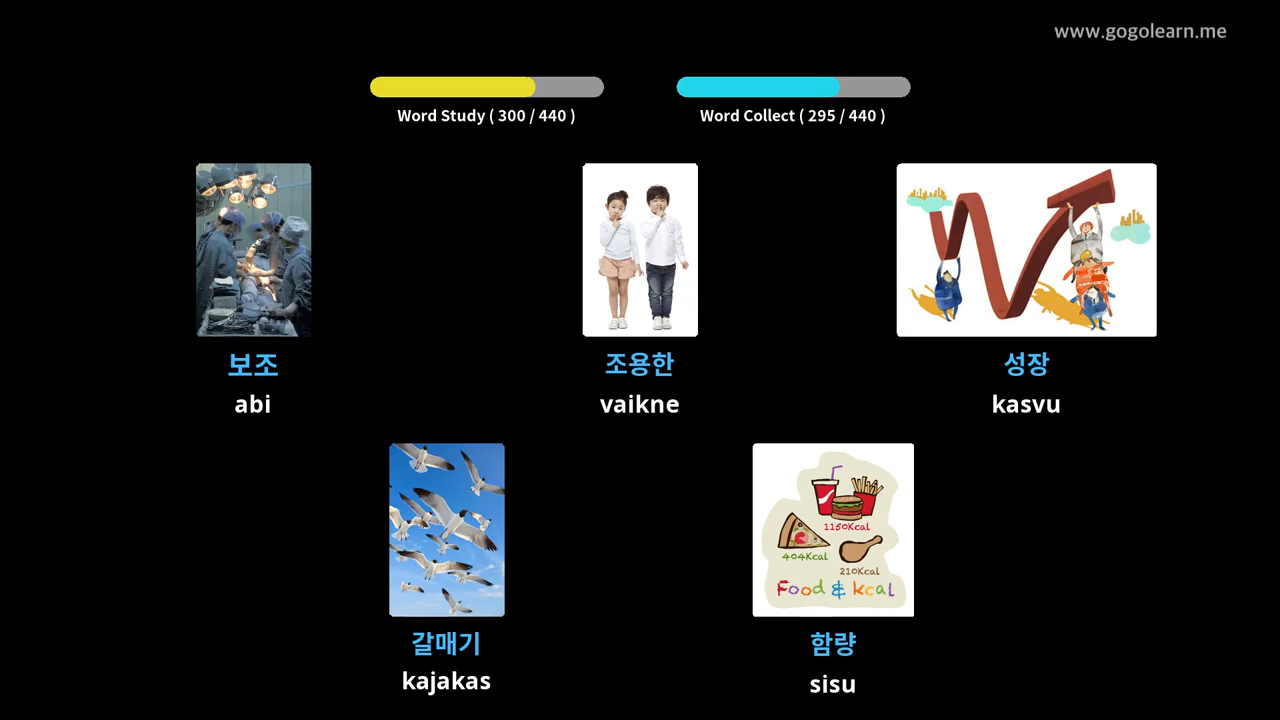 www.gogolearn.me
Word Study ( 300 / 440 )
Word Collect ( 295 / 440 )
보조
abi
조용한
vaikne
성장
kasvu
갈매기
kajakas
1150Kcal
404Kcal
210Kcal
Food & kcal
함량
sisu